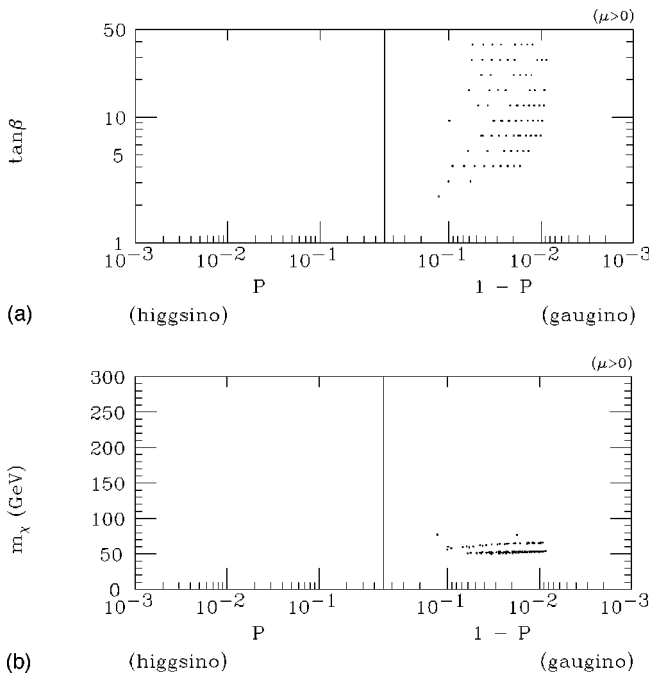 (μ>0)
50
10
5
1
tanβ
10⁻³ 10⁻² 10⁻¹ 10⁻¹ 10⁻² 10⁻³
P 1 − P
(a) (higgsino) (gaugino)
(μ>0)
300
250
200
150
100
50
0
m_χ (GeV)
10⁻³ 10⁻² 10⁻¹ 10⁻¹ 10⁻² 10⁻³
P 1 − P
(b) (higgsino) (gaugino)